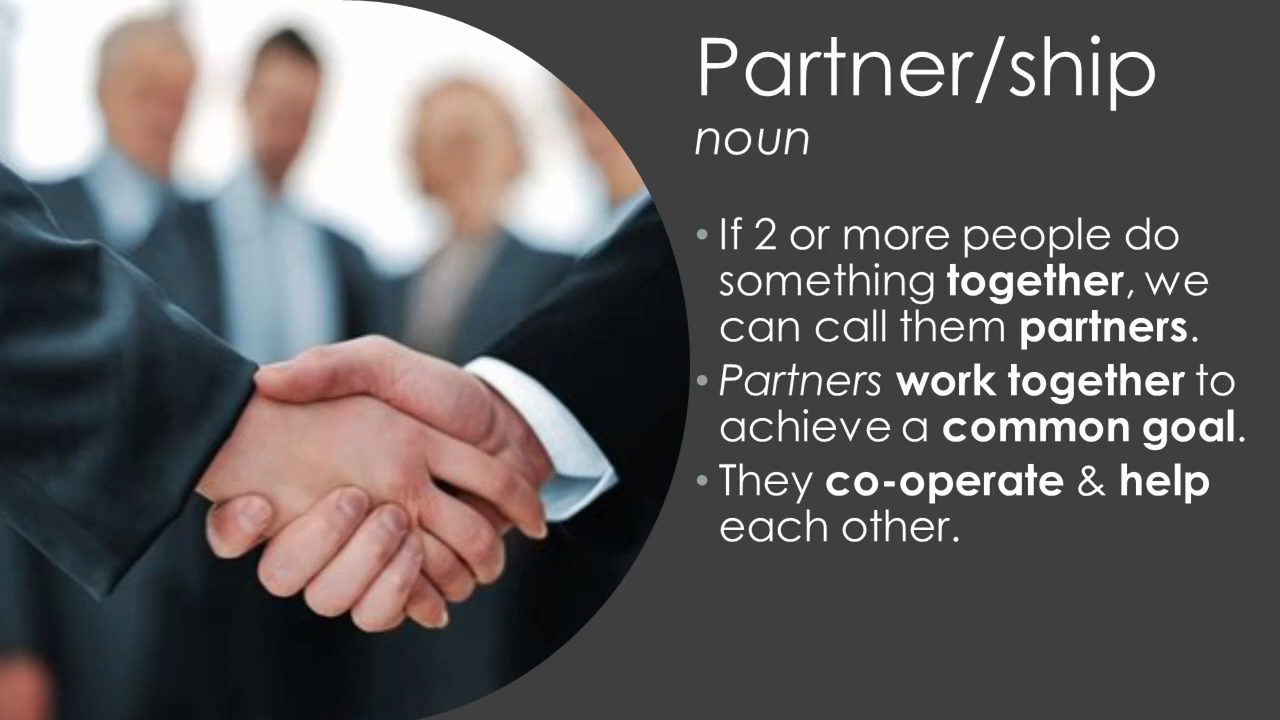 Partner/ship
noun
• If 2 or more people do
something together, we
can call them partners.
• Partners work together to
achieve a common goal.
• They co-operate & help
each other.